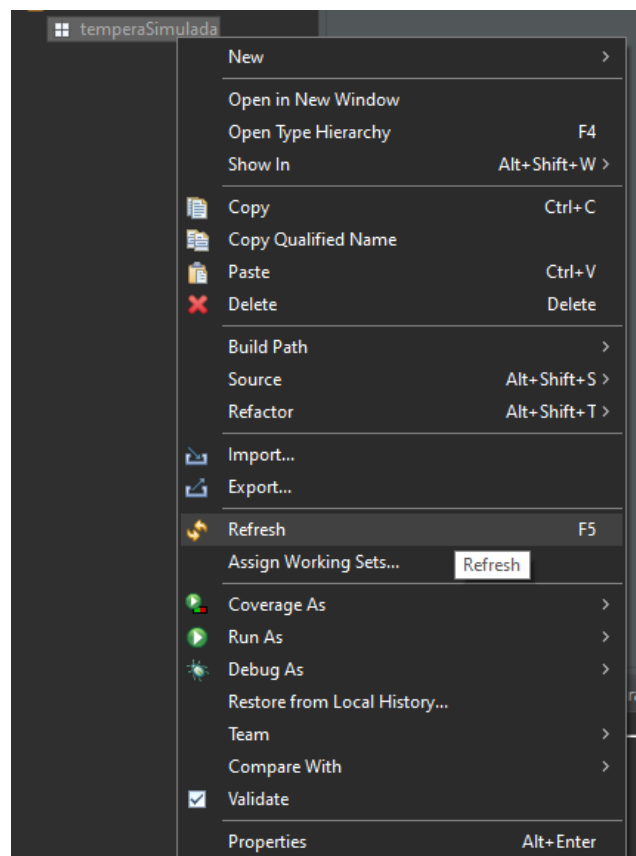 temperaSimulada
New >
Open in New Window
Open Type Hierarchy F4
Show In Alt+Shift+W >
Copy Ctrl+C
Copy Qualified Name
Paste Ctrl+V
Delete Delete
Build Path >
Source Alt+Shift+S >
Refactor Alt+Shift+T >
Import...
Export...
Refresh F5
Assign Working Sets...
Refresh
Coverage As >
Run As >
Debug As >
Restore from Local History...
Team >
Compare With >
Validate
Properties Alt+Enter